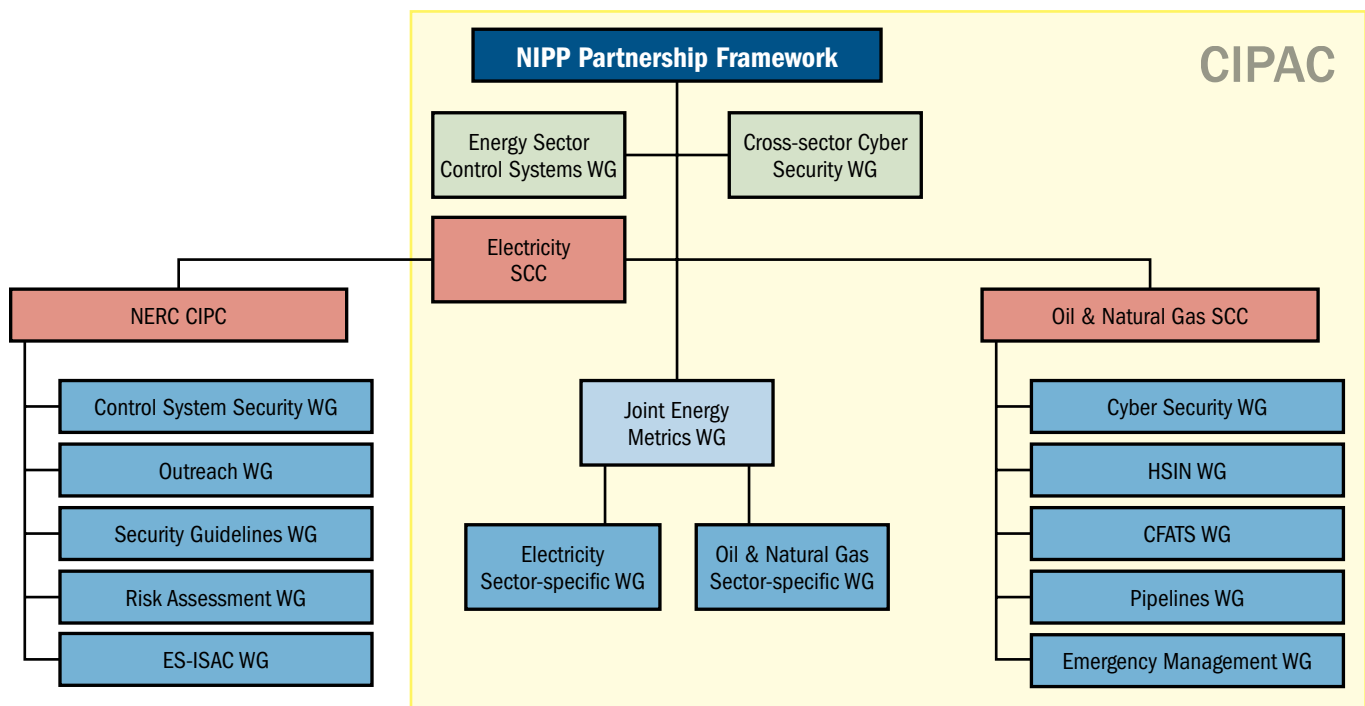 NIPP Partnership Framework
CIPAC
Energy Sector
Control Systems WG
Cross-sector Cyber
Security WG
Electricity
SCC
NERC CIPC
Oil & Natural Gas SCC
Control System Security WG
Outreach WG
Security Guidelines WG
Risk Assessment WG
ES-ISAC WG
Joint Energy
Metrics WG
Electricity
Sector-specific WG
Oil & Natural Gas
Sector-specific WG
Cyber Security WG
HSIN WG
CFATS WG
Pipelines WG
Emergency Management WG